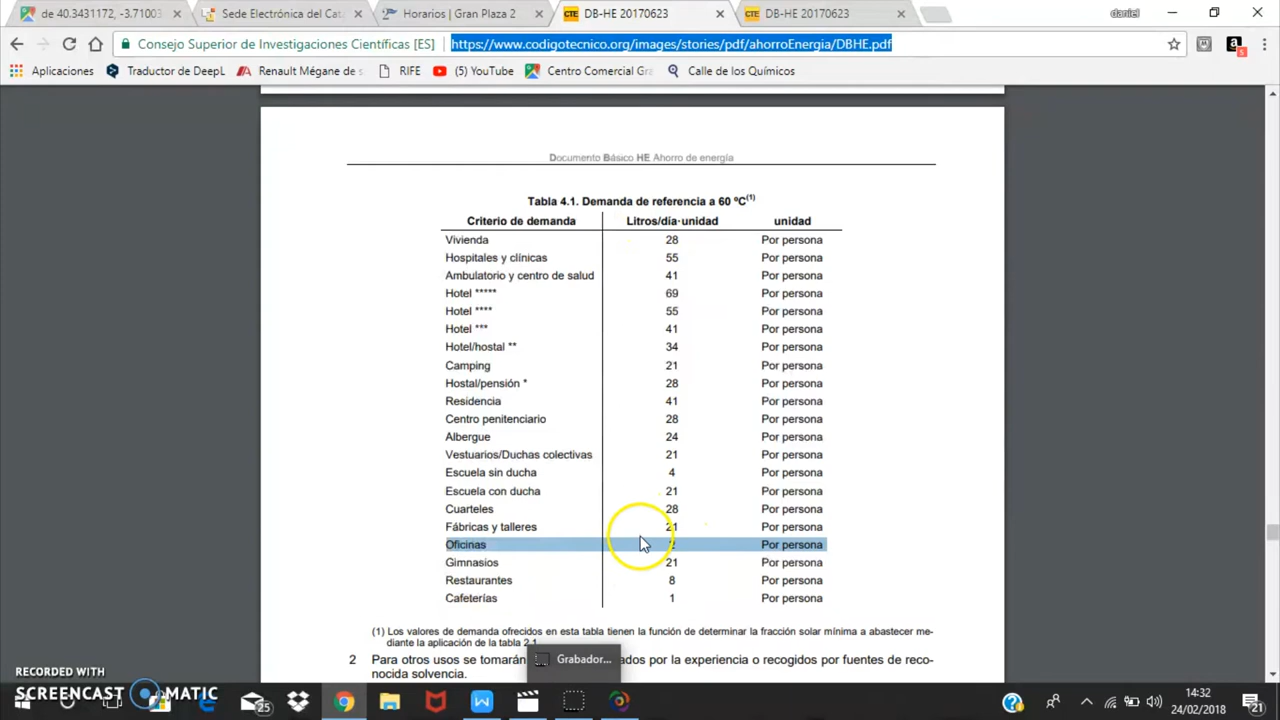 de 40.3431172, -3.71003
Sede Electrónica del Cat
Horarios | Gran Plaza 2
DB-HE 20170623
DB-HE 20170623
daniel
Consejo Superior de Investigaciones Científicas [ES]
https://www.codigotecnico.org/images/stories/pdf/ahorroEnergia/DBHE.pdf
Aplicaciones
Traductor de DeepL
Renault Mégane de s
RIFE
(5) YouTube
Centro Comercial Gra
Calle de los Químicos
Documento Básico HE Ahorro de energía
Tabla 4.1. Demanda de referencia a 60 ºC(1)
Criterio de demanda Litros/día·unidad unidad
Vivienda 28 Por persona
Hospitales y clínicas 55 Por persona
Ambulatorio y centro de salud 41 Por persona
Hotel ***** 69 Por persona
Hotel **** 55 Por persona
Hotel *** 41 Por persona
Hotel/hostal ** 34 Por persona
Camping 21 Por persona
Hostal/pensión * 28 Por persona
Residencia 41 Por persona
Centro penitenciario 28 Por persona
Albergue 24 Por persona
Vestuarios/Duchas colectivas 21 Por persona
Escuela sin ducha 4 Por persona
Escuela con ducha 21 Por persona
Cuarteles 28 Por persona
Fábricas y talleres 21 Por persona
Oficinas 2 Por persona
Gimnasios 21 Por persona
Restaurantes 8 Por persona
Cafeterías 1 Por persona
(1) Los valores de demanda ofrecidos en esta tabla tienen la función de determinar la fracción solar mínima a abastecer me-
diante la aplicación de la tabla 2.1.
2 Para otros usos se tomarán ados por la experiencia o recogidos por fuentes de reco-
nocida solvencia.
Grabador...
RECORDED WITH
SCREENCAST MATIC
25
14:32
24/02/2018
21